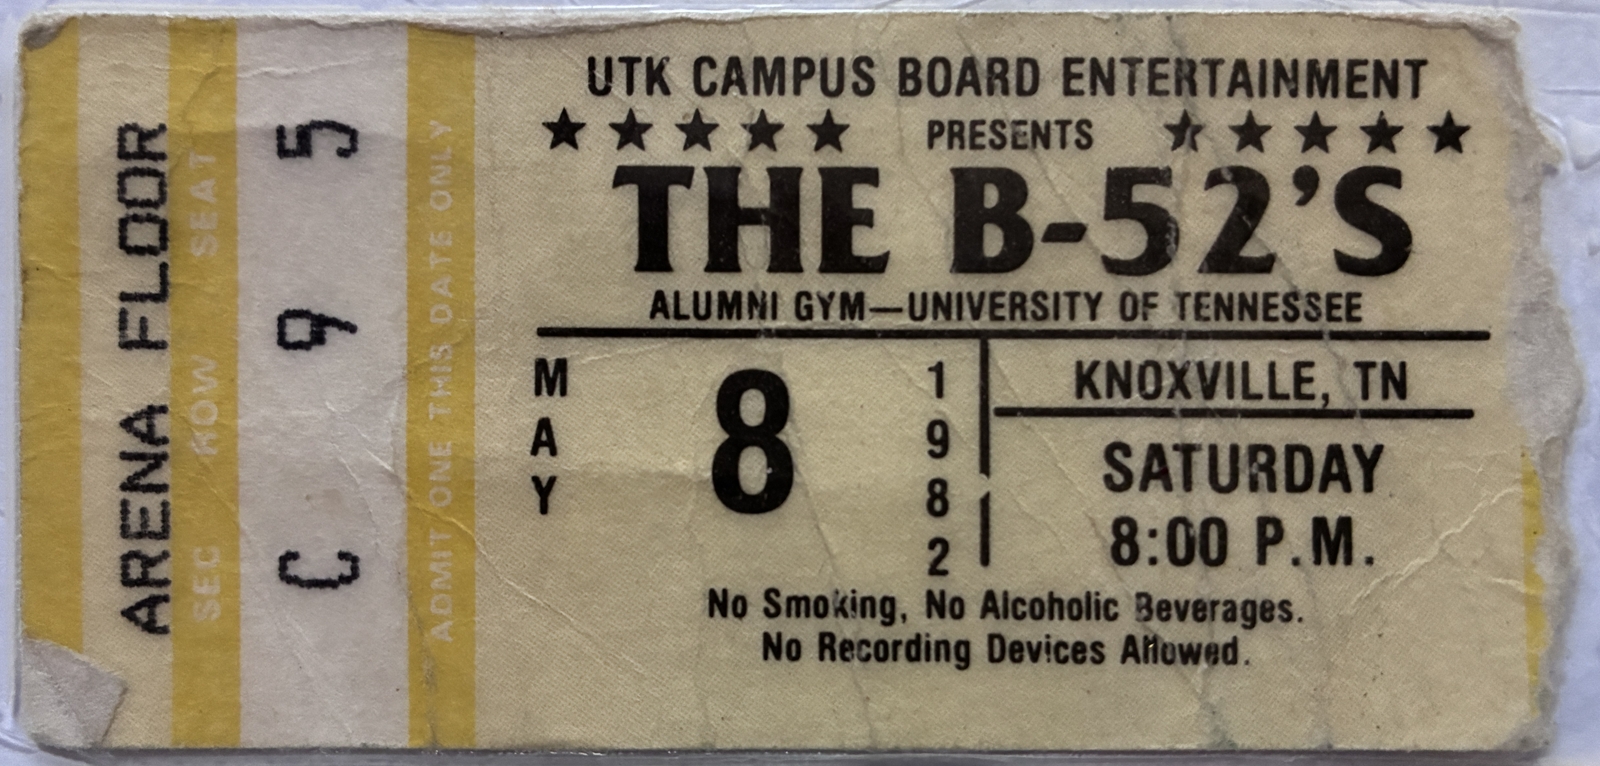 ARENA FLOOR
SEC ROW SEAT
C 9 5
ADMIT ONE THIS DATE ONLY
UTK CAMPUS BOARD ENTERTAINMENT
★★★★★ PRESENTS ★★★★★
THE B-52'S
ALUMNI GYM—UNIVERSITY OF TENNESSEE
MAY 8 1982
KNOXVILLE, TN
SATURDAY
8:00 P.M.
No Smoking, No Alcoholic Beverages.
No Recording Devices Allowed.